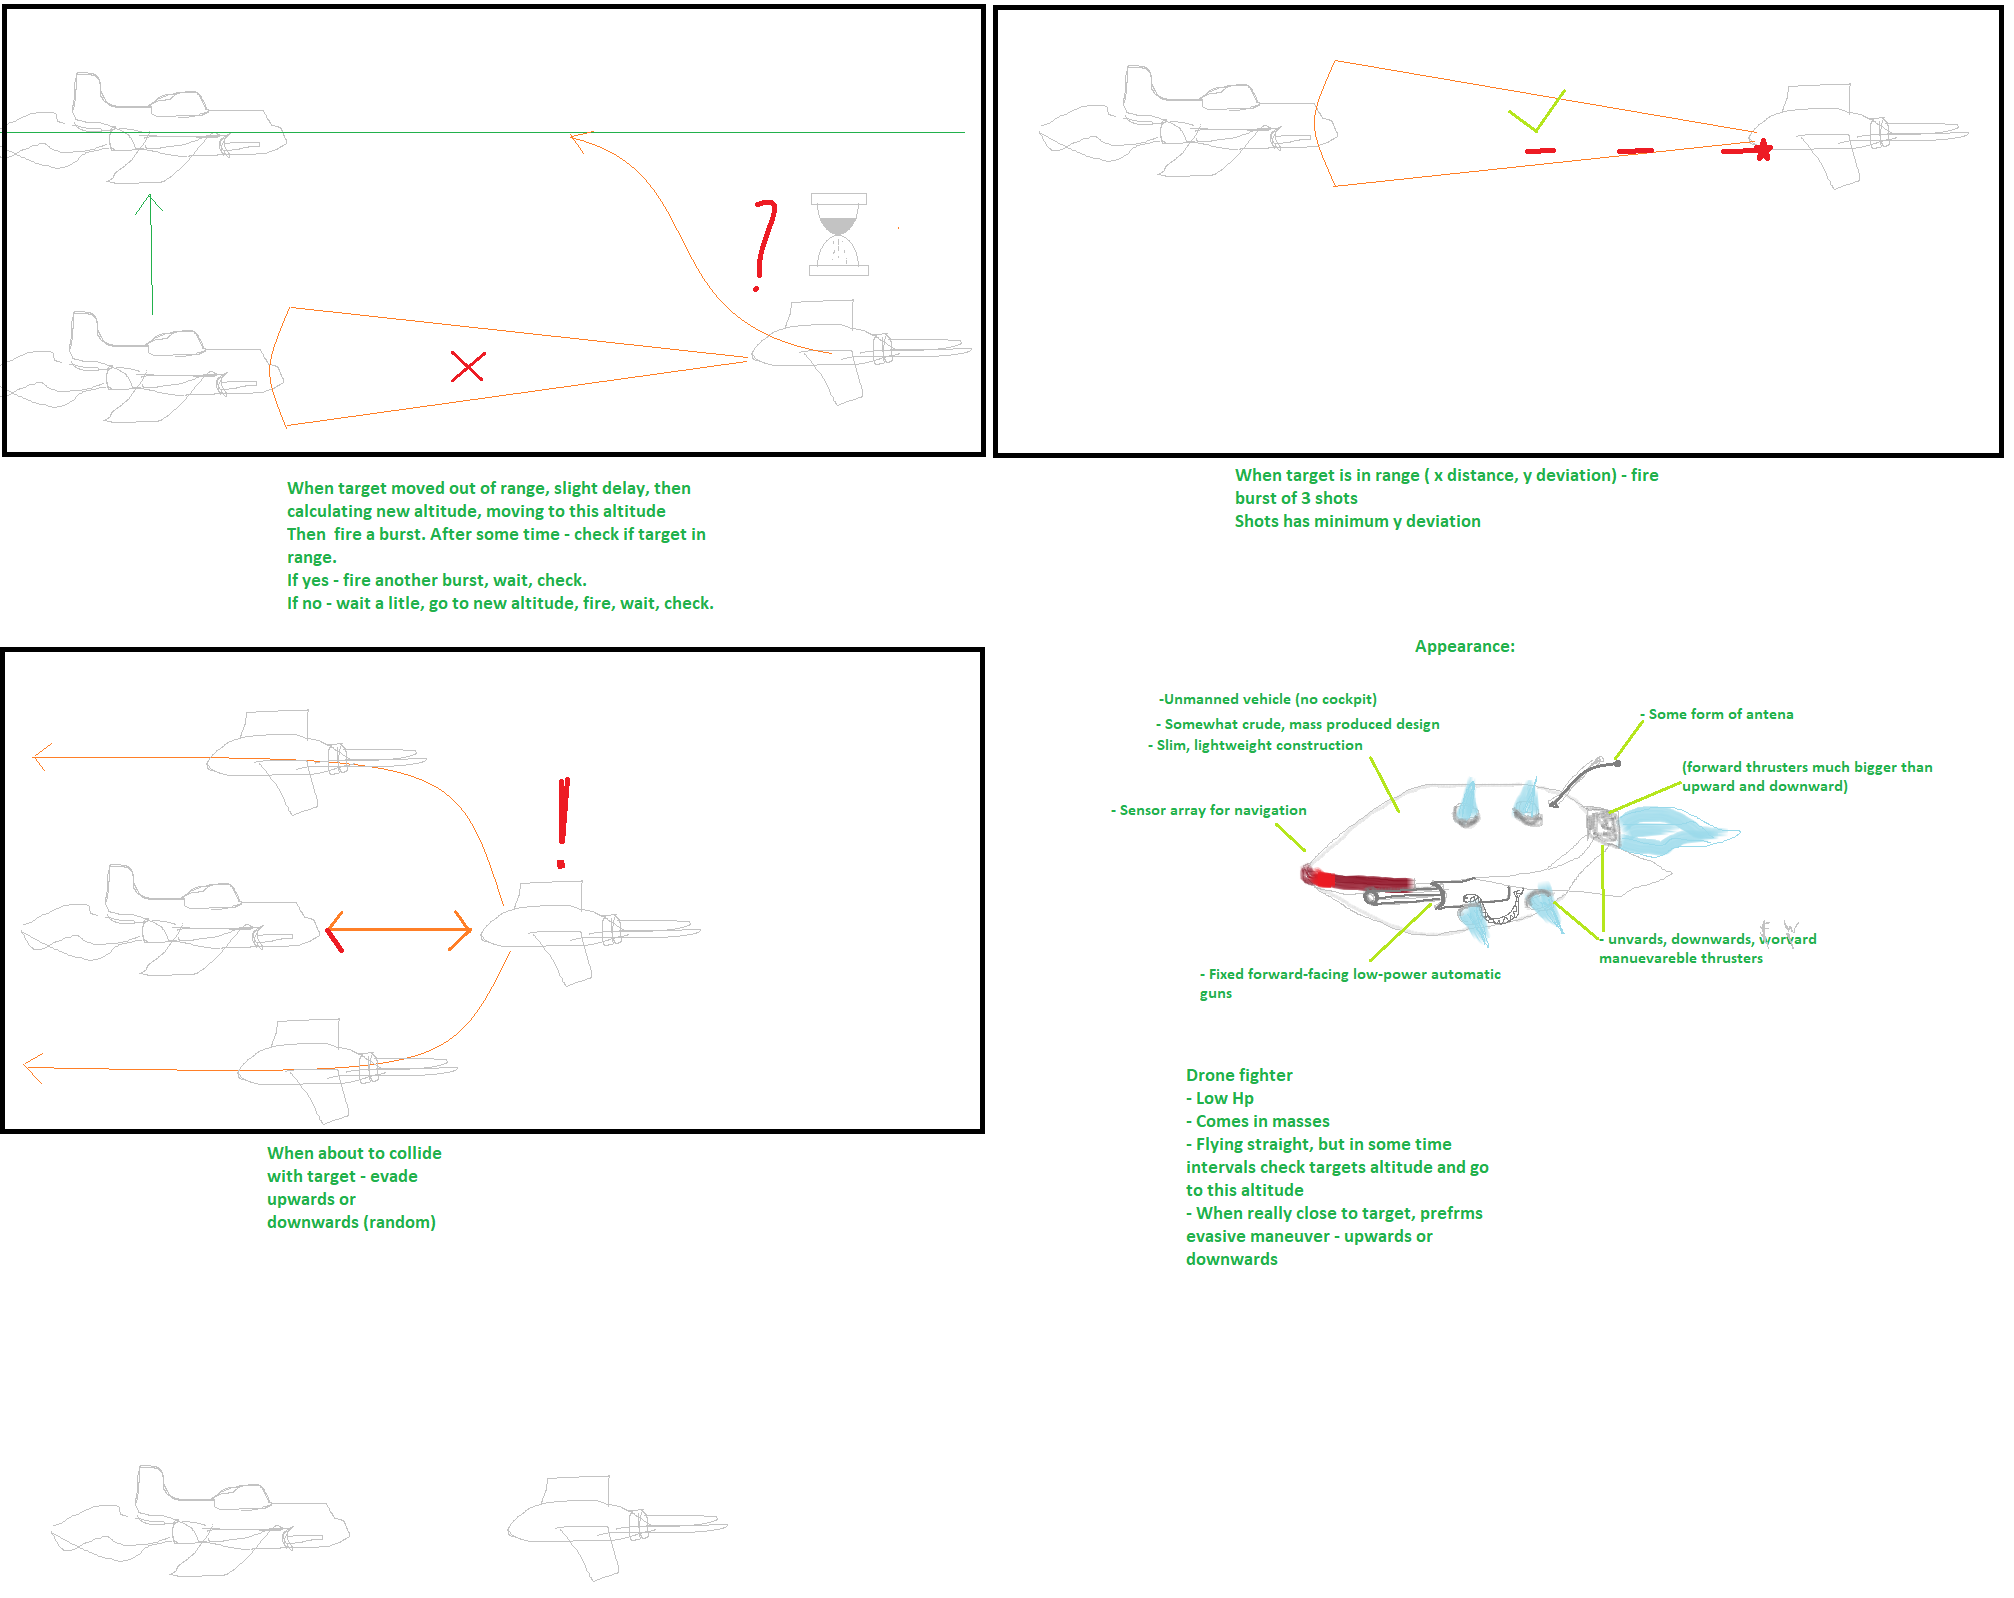 When target moved out of range, slight delay, then
calculating new altitude, moving to this altitude
Then  fire a burst. After some time - check if target in
range.
If yes - fire another burst, wait, check.
If no - wait a litle, go to new altitude, fire, wait, check.
When target is in range ( x distance, y deviation) - fire
burst of 3 shots
Shots has minimum y deviation
Appearance:
-Unmanned vehicle (no cockpit)
- Somewhat crude, mass produced design
- Slim, lightweight construction
- Sensor array for navigation
- Some form of antena
(forward thrusters much bigger than
upward and downward)
- unvards, downwards, worvard
manuevareble thrusters
F W
- Fixed forward-facing low-power automatic
guns
When about to collide
with target - evade
upwards or
downwards (random)
Drone fighter
- Low Hp
- Comes in masses
- Flying straight, but in some time
intervals check targets altitude and go
to this altitude
- When really close to target, prefrms
evasive maneuver - upwards or
downwards